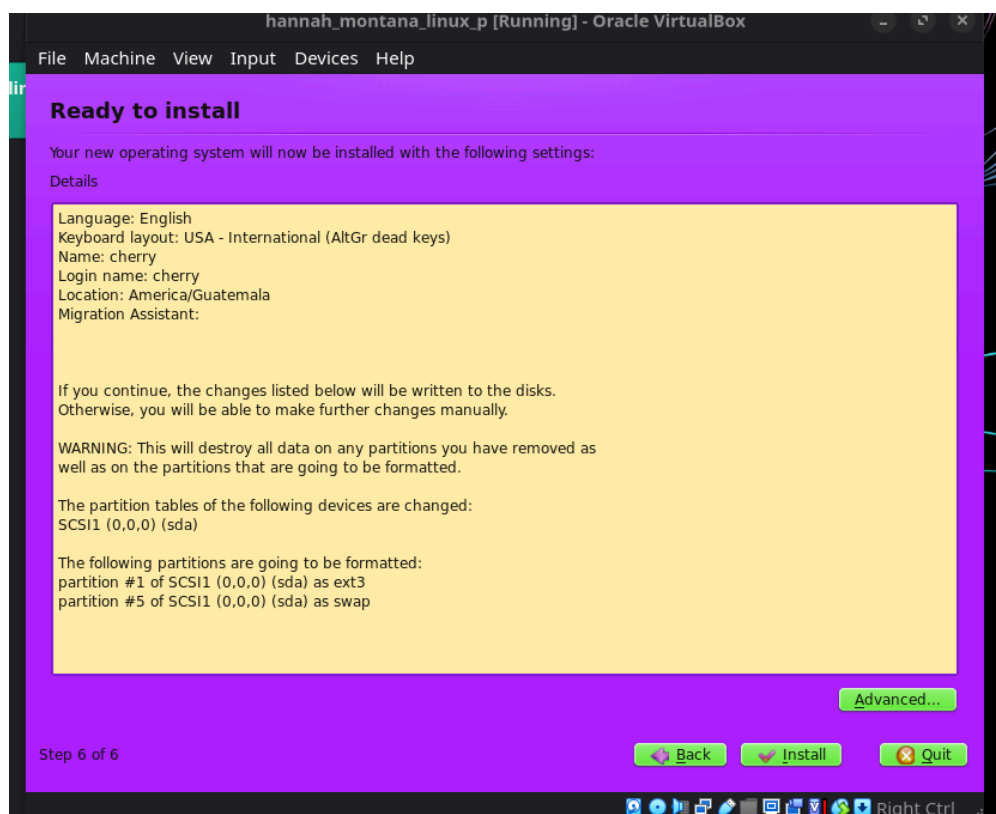 hannah_montana_linux_p [Running] - Oracle VirtualBox
File Machine View Input Devices Help
lin
Ready to install
Your new operating system will now be installed with the following settings:
Details
Language: English
Keyboard layout: USA - International (AltGr dead keys)
Name: cherry
Login name: cherry
Location: America/Guatemala
Migration Assistant:
If you continue, the changes listed below will be written to the disks.
Otherwise, you will be able to make further changes manually.
WARNING: This will destroy all data on any partitions you have removed as
well as on the partitions that are going to be formatted.
The partition tables of the following devices are changed:
SCSI1 (0,0,0) (sda)
The following partitions are going to be formatted:
partition #1 of SCSI1 (0,0,0) (sda) as ext3
partition #5 of SCSI1 (0,0,0) (sda) as swap
Advanced...
Step 6 of 6 Back Install Quit
Right Ctrl